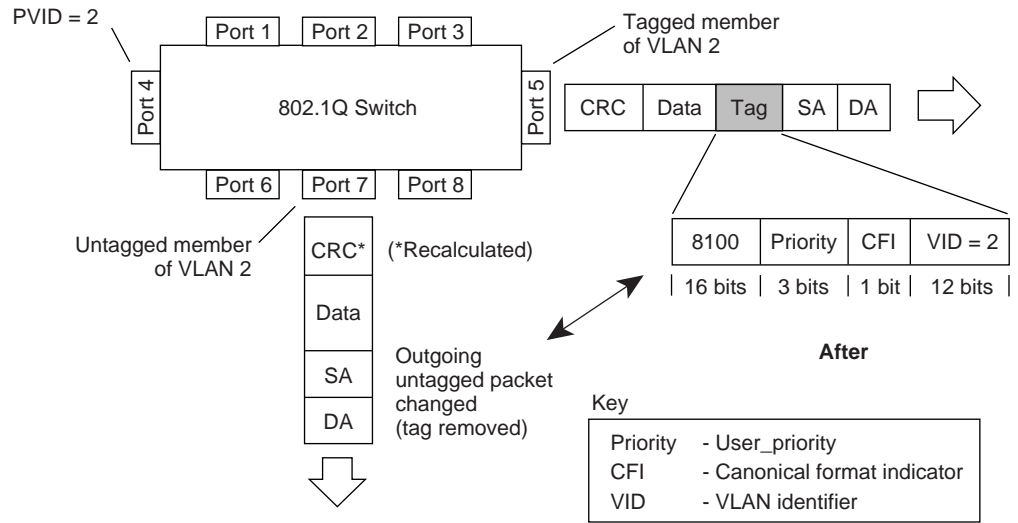 PVID = 2
Port 1
Port 2
Port 3
Tagged member
of VLAN 2
Port 4
802.1Q Switch
Port 5
CRC
Data
Tag
SA
DA
Port 6
Port 7
Port 8
Untagged member
of VLAN 2
CRC*
(*Recalculated)
Data
SA
DA
8100
Priority
CFI
VID = 2
16 bits
3 bits
1 bit
12 bits
After
Outgoing
untagged packet
changed
(tag removed)
Key
Priority - User_priority
CFI - Canonical format indicator
VID - VLAN identifier